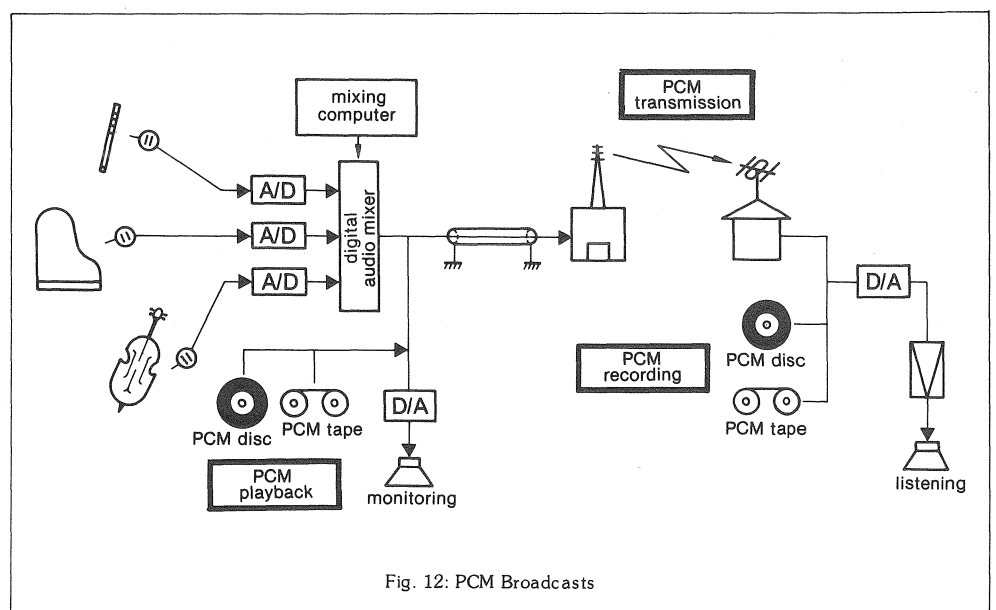 mixing
computer
PCM
transmission
A/D
A/D
A/D
digital
audio mixer
D/A
PCM disc
PCM tape
D/A
PCM
playback
monitoring
PCM
recording
PCM disc
PCM tape
listening
Fig. 12: PCM Broadcasts